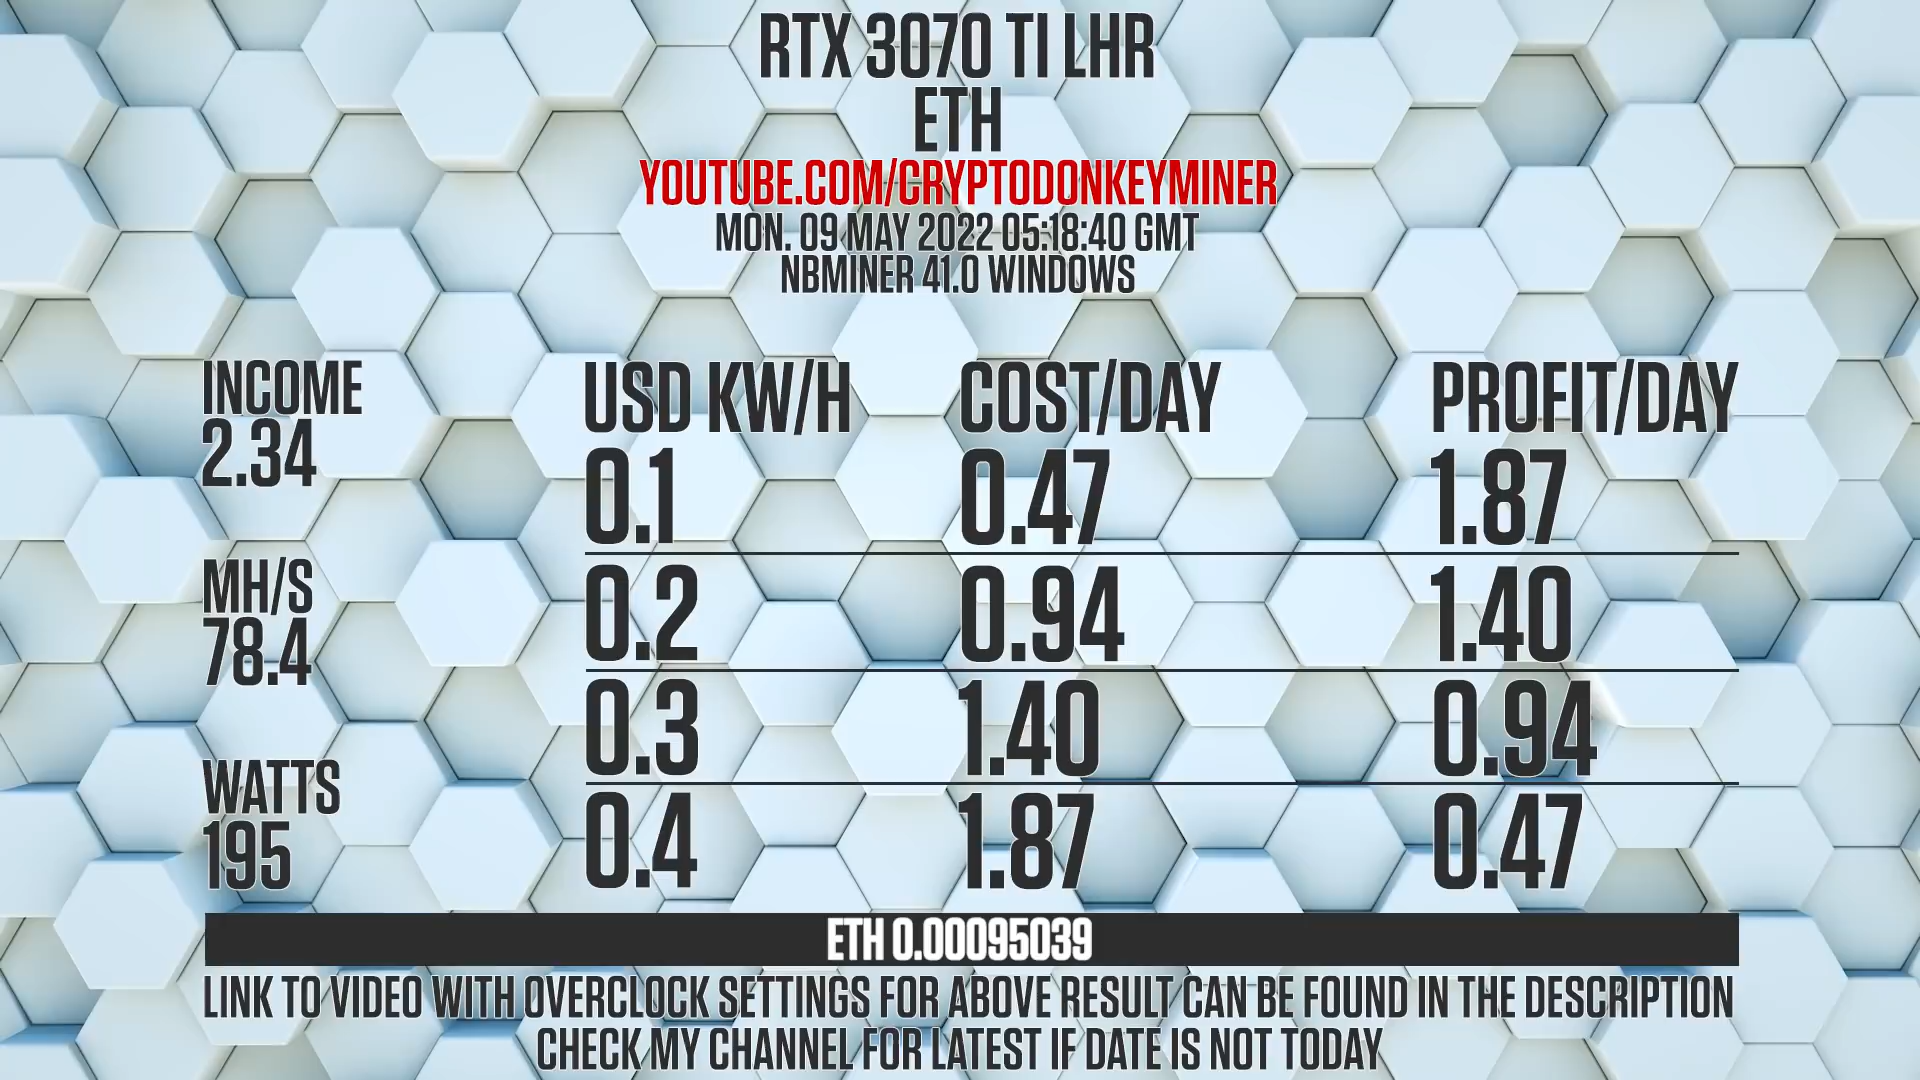 RTX 3070 TI LHR
ETH
YOUTUBE.COM/CRYPTODONKEYMINER
MON. 09 MAY 2022 05:18:40 GMT
NBMINER 41.0 WINDOWS
INCOME
2.34
MH/S
78.4
WATTS
195
USD KW/H COST/DAY PROFIT/DAY
0.1 0.47 1.87
0.2 0.94 1.40
0.3 1.40 0.94
0.4 1.87 0.47
ETH 0.00095039
LINK TO VIDEO WITH OVERCLOCK SETTINGS FOR ABOVE RESULT CAN BE FOUND IN THE DESCRIPTION
CHECK MY CHANNEL FOR LATEST IF DATE IS NOT TODAY